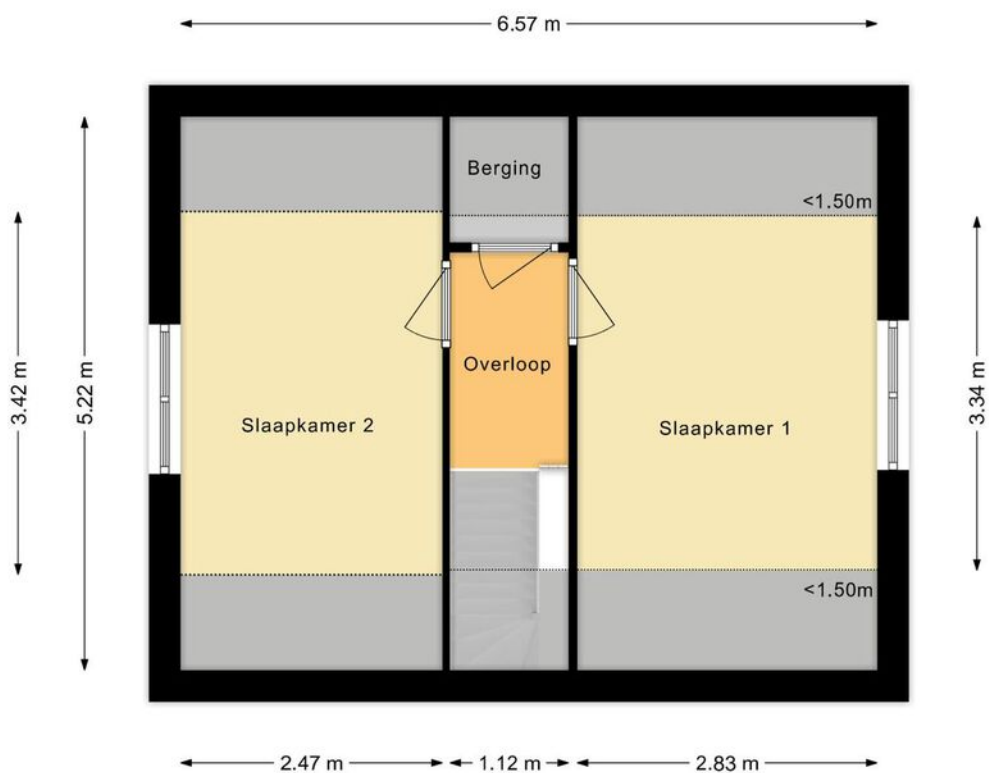 6.57 m
Berging
<1.50m
3.42 m
5.22 m
Overloop
3.34 m
Slaapkamer 2
Slaapkamer 1
<1.50m
2.47 m
1.12 m
2.83 m